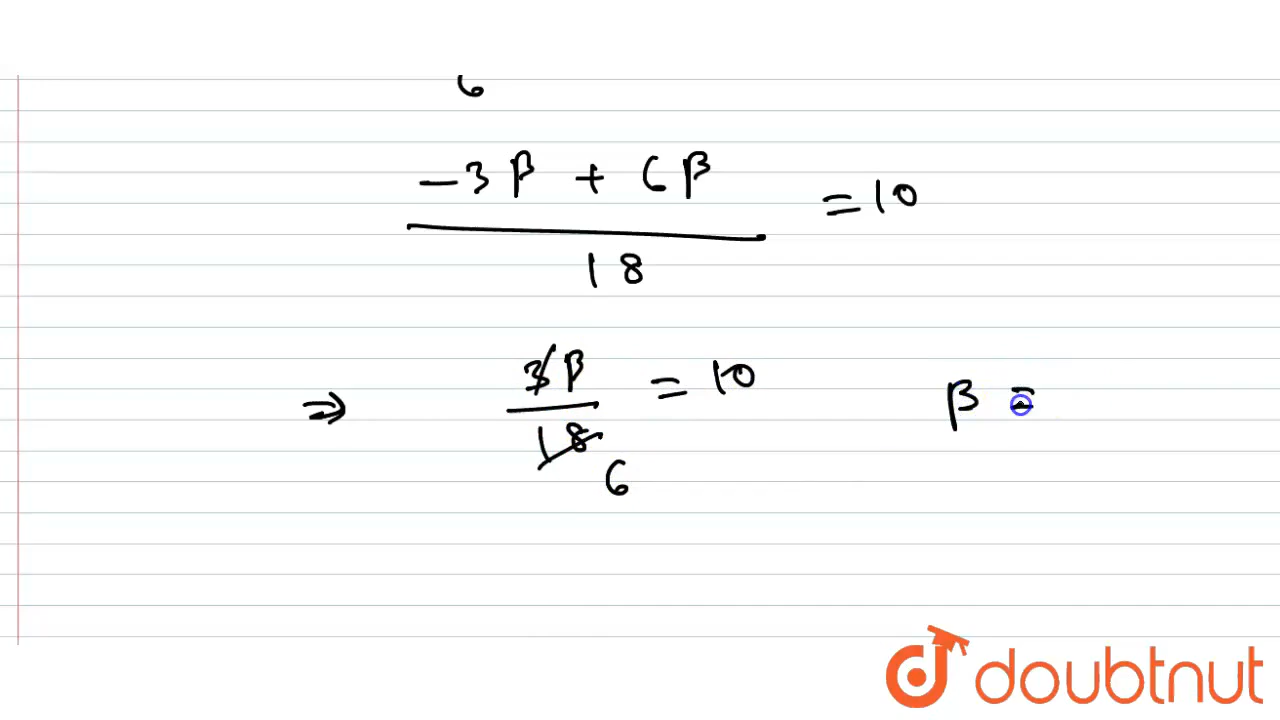 6
-3β + 6β
= 10
18
⇒ 3β = 10 β =
18
6
doubtnut